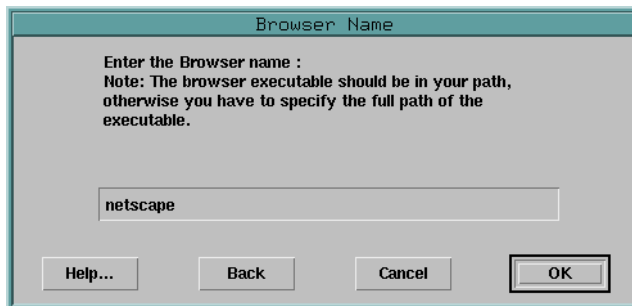 Browser Name
Enter the Browser name :
Note: The browser executable should be in your path,
otherwise you have to specify the full path of the
executable.
netscape
Help... Back Cancel OK